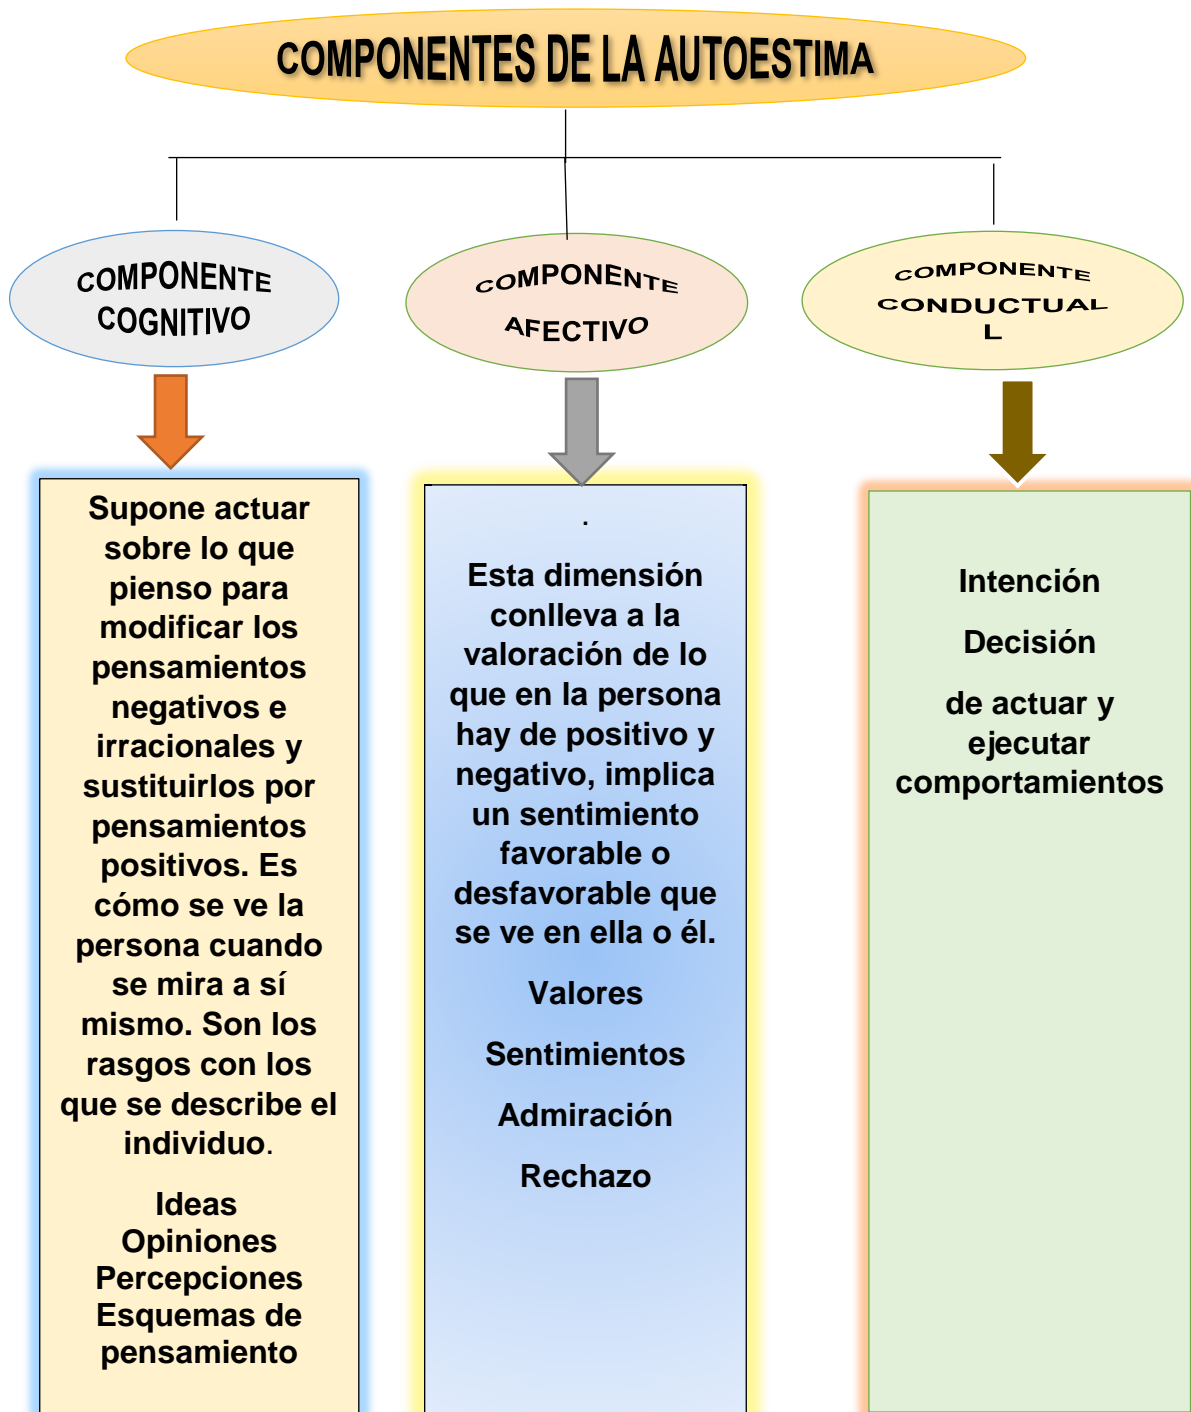 COMPONENTES DE LA AUTOESTIMA
COMPONENTE
COGNITIVO
COMPONENTE
AFECTIVO
COMPONENTE
CONDUCTUAL
L
Supone actuar
sobre lo que
pienso para
modificar los
pensamientos
negativos e
irracionales y
sustituirlos por
pensamientos
positivos. Es
cómo se ve la
persona cuando
se mira a sí
mismo. Son los
rasgos con los
que se describe el
individuo.
Ideas
Opiniones
Percepciones
Esquemas de
pensamiento
.
Esta dimensión
conlleva a la
valoración de lo
que en la persona
hay de positivo y
negativo, implica
un sentimiento
favorable o
desfavorable que
se ve en ella o él.
Valores
Sentimientos
Admiración
Rechazo
Intención
Decisión
de actuar y
ejecutar
comportamientos